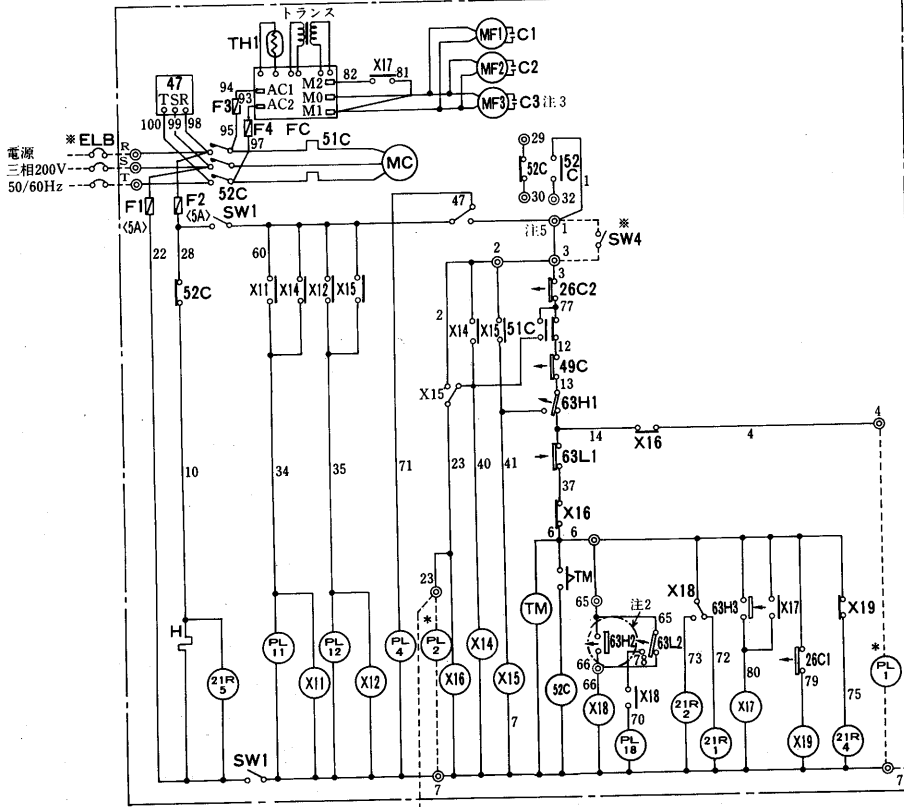 トランス
TH1
MF1 C1
MF2 C2
MF3 C3 注3
X17
82 81
94 AC1 M2
93 AC2 M0
M1
F3 FC
F4
95
97
47
TSR
100 99 98
51C
MC
※ELB
電源
三相200V
50/60Hz
R
S
T
52C
F1
〈5A〉
F2
〈5A〉
SW1
47
29
52C
30
52
C
32
1
注5
1
※
SW4
22
28
60
2
3
3
52C
X11
X14
X12
X15
2
X14
X15
51C
26C2
77
12
49C
X15
13
63H1
14
X16
4
4
63L1
10
34
35
71
23
40
41
37
X16
6
6
23
TM
注2
65
65
X18
63H3
X17
X19
H
PL
11
PL
12
PL
4
*
PL
2
X14
TM
63H2
63L2
66
78
73
72
26C1
*
PL
1
21R
5
X11
X12
X16
X15
52C
66
X18
X18
70
PL
18
80
79
75
21R
2
21R
1
X17
X19
21R
4
7
SW1
7
7